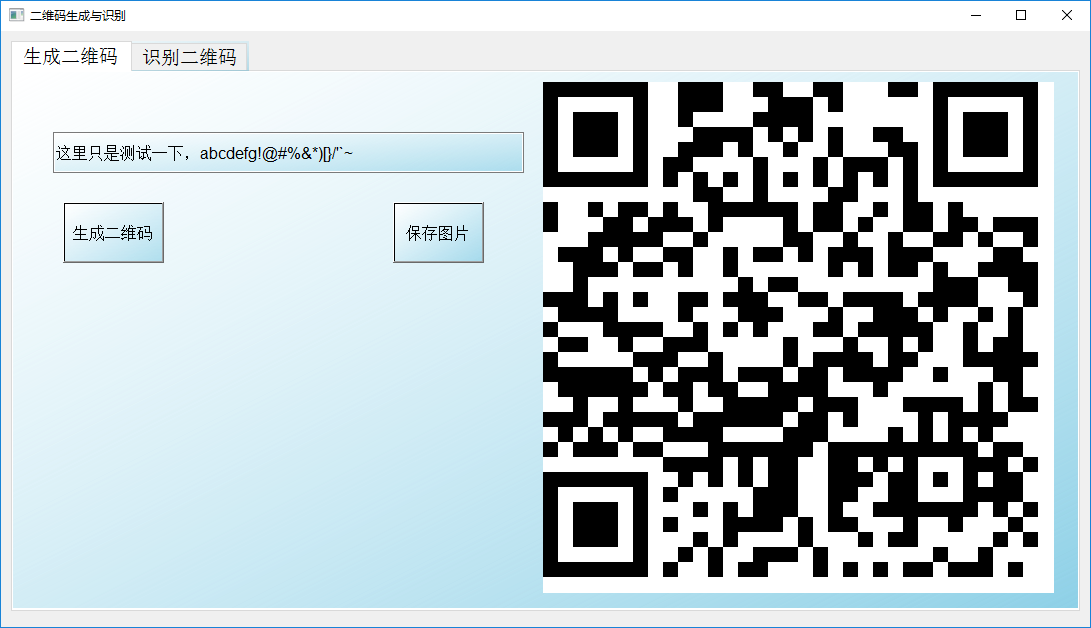 二维码生成与识别
生成二维码 识别二维码
这里只是测试一下，abcdefg!@#%&*)[}/'`~
生成二维码 保存图片